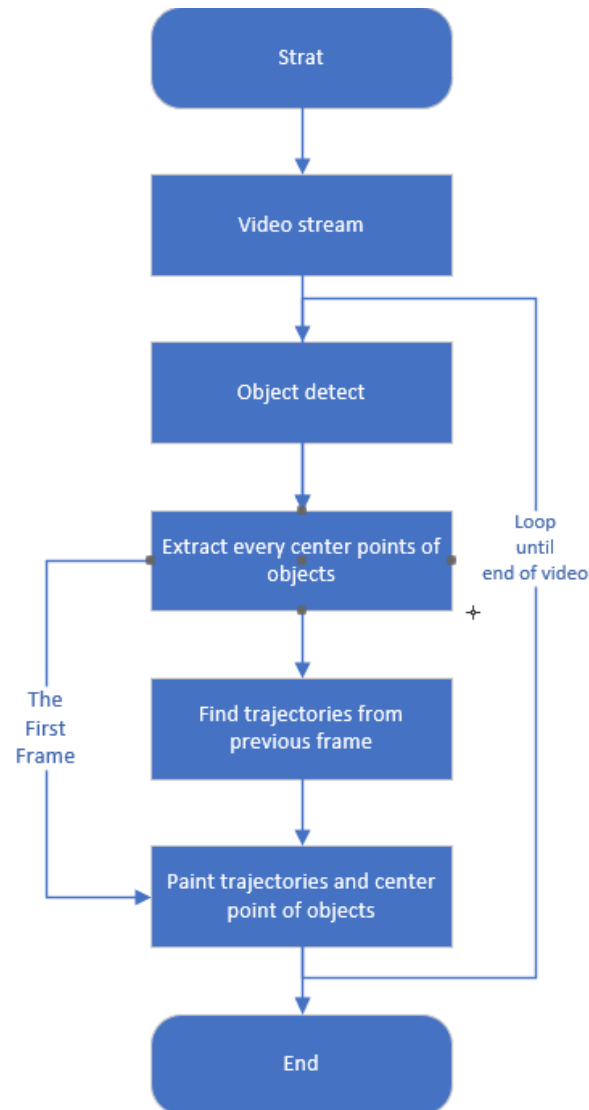 Strat
Video stream
Object detect
Extract every center points of
objects
Loop
until
end of video
Find trajectories from
previous frame
The
First
Frame
Paint trajectories and center
point of objects
End